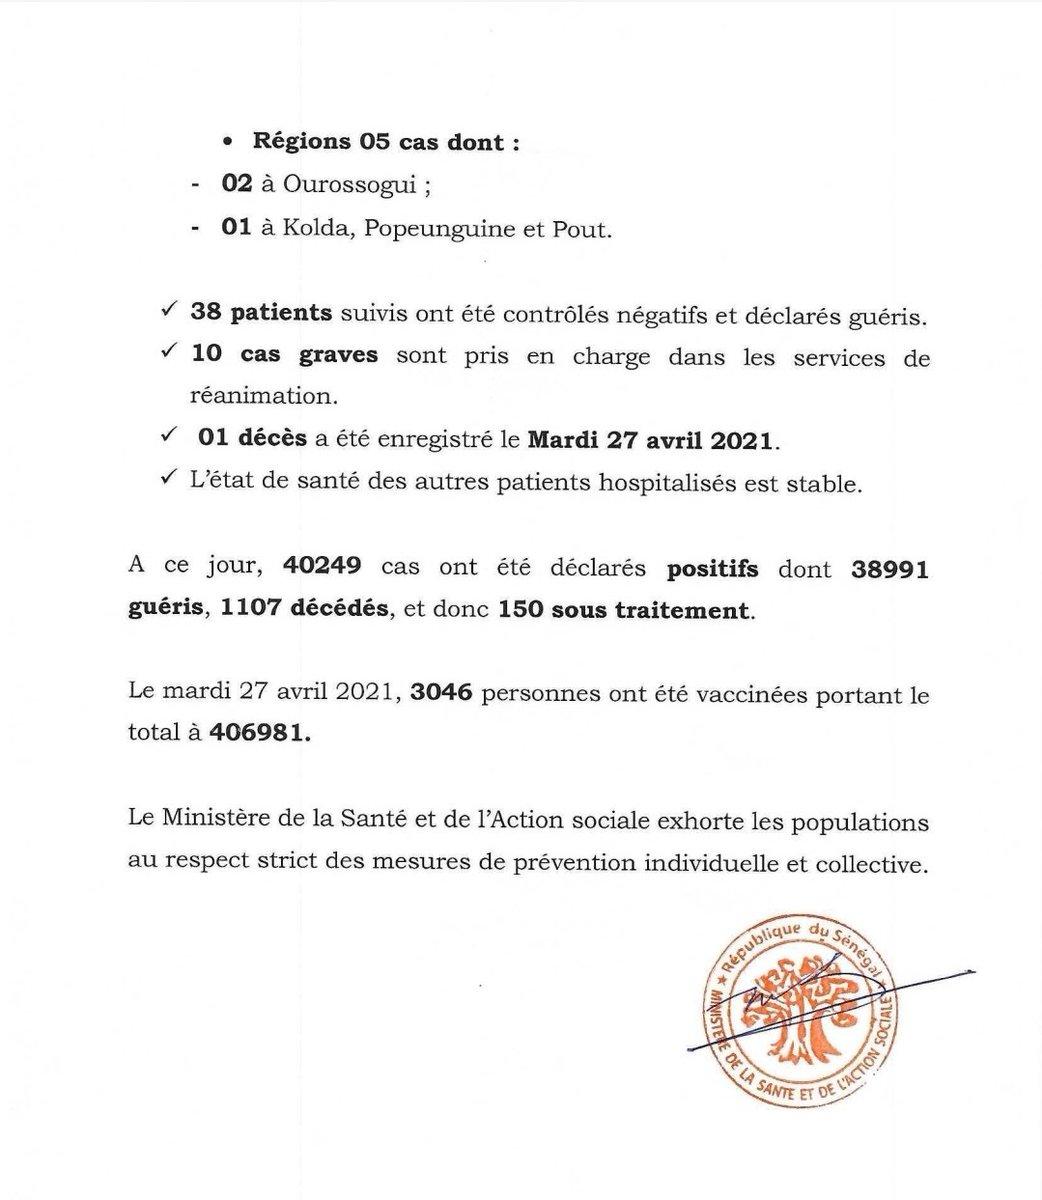 • Régions 05 cas dont :
- 02 à Ourossogui ;
- 01 à Kolda, Popeunguine et Pout.
✓ 38 patients suivis ont été contrôlés négatifs et déclarés guéris.
✓ 10 cas graves sont pris en charge dans les services de
réanimation.
✓ 01 décès a été enregistré le Mardi 27 avril 2021.
✓ L'état de santé des autres patients hospitalisés est stable.
A ce jour, 40249 cas ont été déclarés positifs dont 38991
guéris, 1107 décédés, et donc 150 sous traitement.
Le mardi 27 avril 2021, 3046 personnes ont été vaccinées portant le
total à 406981.
Le Ministère de la Santé et de l'Action sociale exhorte les populations
au respect strict des mesures de prévention individuelle et collective.
★ République du Sénégal ★
MINISTERE DE LA SANTE ET DE L'ACTION SOCIALE